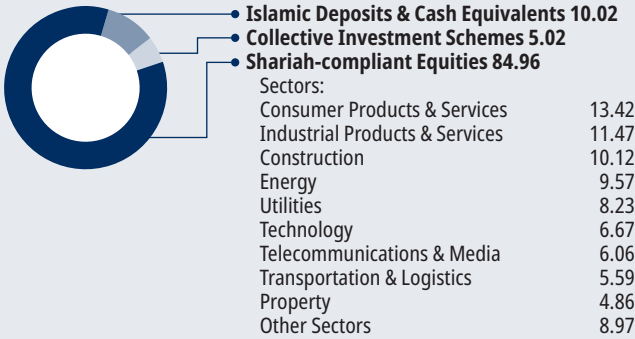 Islamic Deposits & Cash Equivalents 10.02
Collective Investment Schemes 5.02
Shariah-compliant Equities 84.96
Sectors:
Consumer Products & Services 13.42
Industrial Products & Services 11.47
Construction 10.12
Energy 9.57
Utilities 8.23
Technology 6.67
Telecommunications & Media 6.06
Transportation & Logistics 5.59
Property 4.86
Other Sectors 8.97